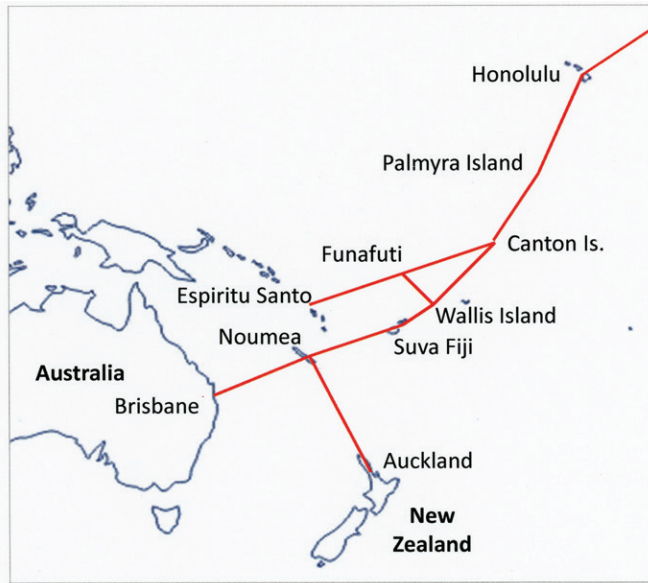 Honolulu
Palmyra Island
Canton Is.
Funafuti
Espiritu Santo
Wallis Island
Noumea
Suva Fiji
Australia
Brisbane
Auckland
New
Zealand